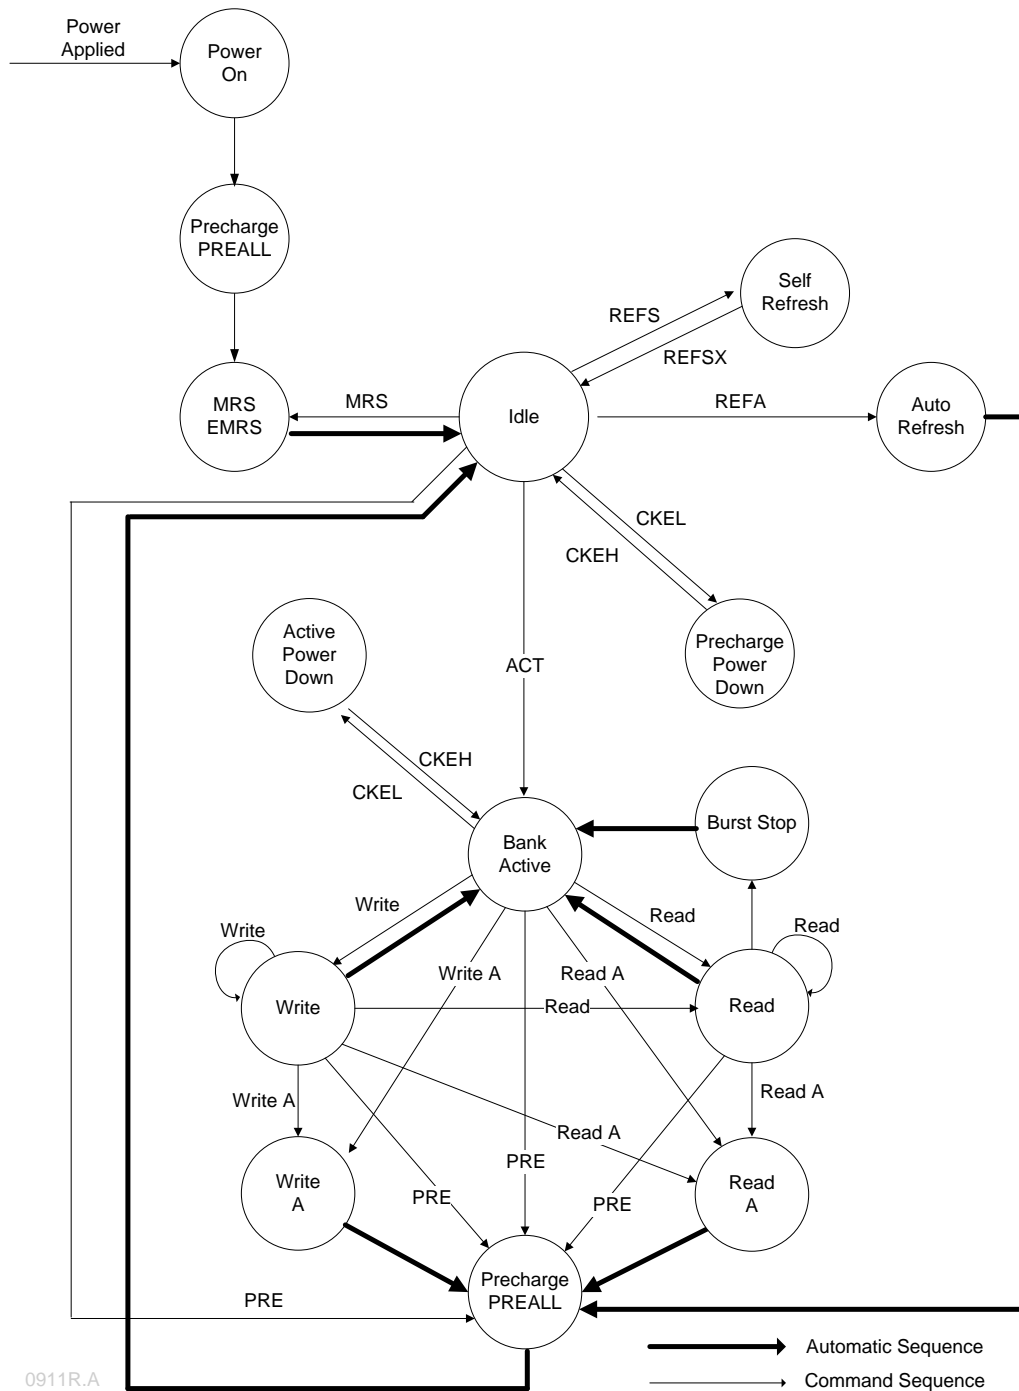 Power
Applied
Power
On
Precharge
PREALL
Self
Refresh
REFS
REFSX
MRS
EMRS
MRS
Idle
REFA
Auto
Refresh
CKEL
CKEH
Active
Power
Down
ACT
Precharge
Power
Down
CKEH
CKEL
Burst Stop
Bank
Active
Write
Read
Write
Read
Write A
Read A
Write
Read
Read
Write A
Read A
Read A
Write
A
PRE
PRE
PRE
Read
A
Precharge
PREALL
PRE
Automatic Sequence
Command Sequence
0911R.A